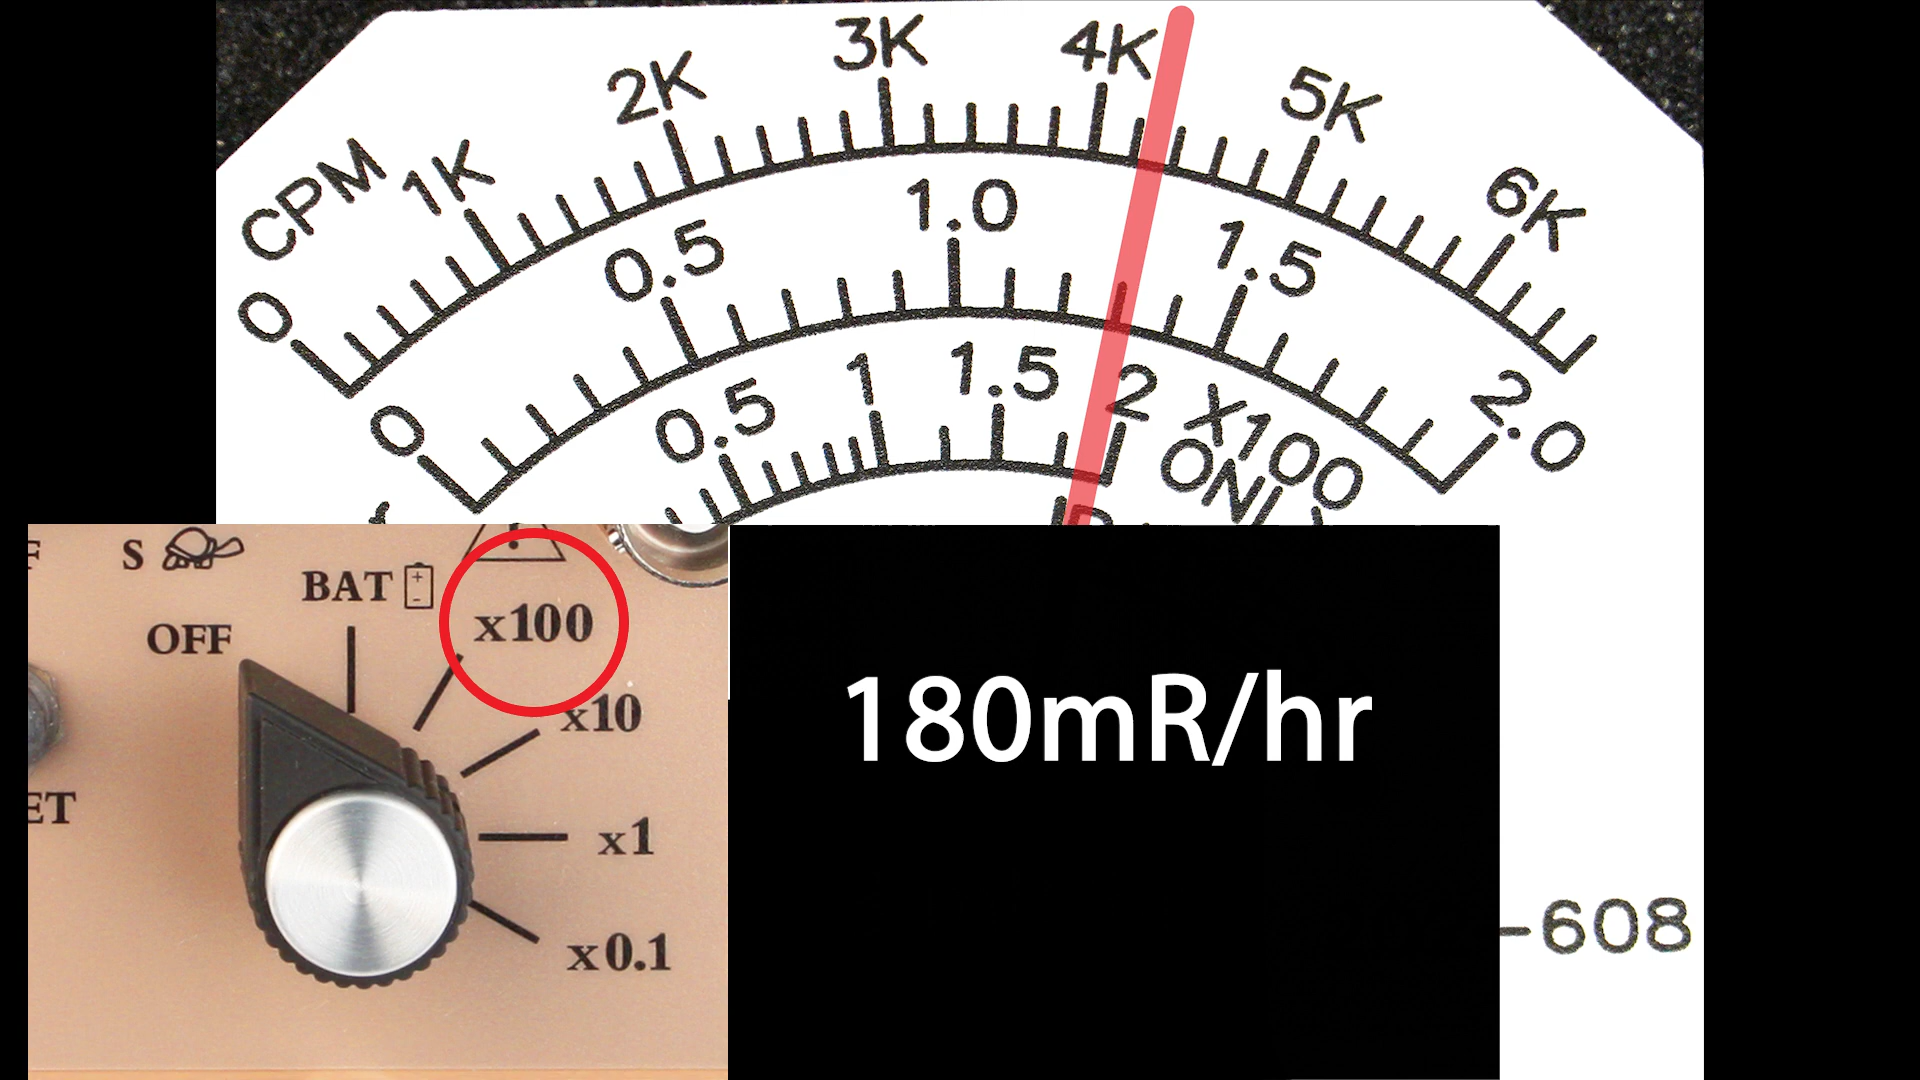 CPM
0 1K 2K 3K 4K 5K 6K
0 0.5 1.0 1.5 2.0
0.5 1 1.5 2 X100
S
BAT
x100
OFF
x10
180mR/hr
ET
x1
-608
x0.1